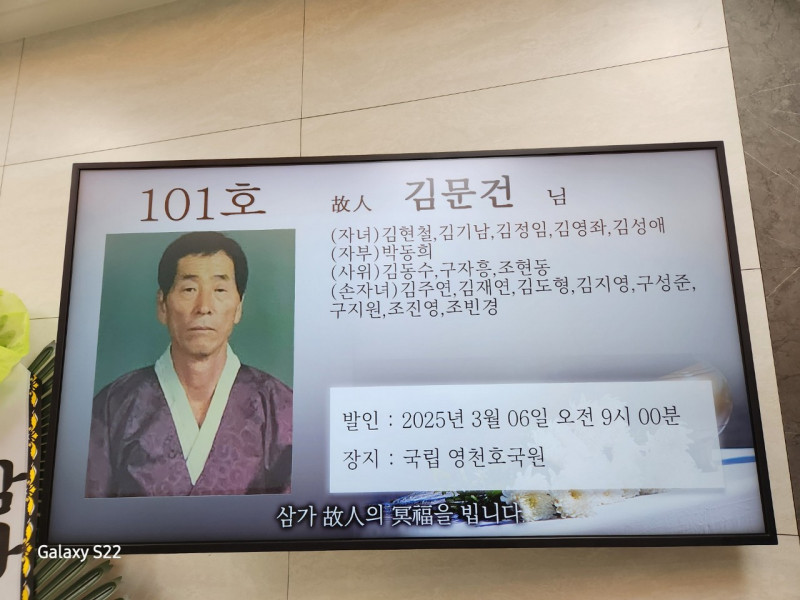 101호
故人 김문건 님
(자녀)김현철,김기남,김정임,김영좌,김성애
(자부)박동희
(사위)김동수,구자흥,조현동
(손자녀)김주연,김재연,김도형,김지영,구성준,
구지원,조진영,조빈경
발인 : 2025년 3월 06일 오전 9시 00분
장지 : 국립 영천호국원
삼가 故人의 冥福을 빕니다
Galaxy S22